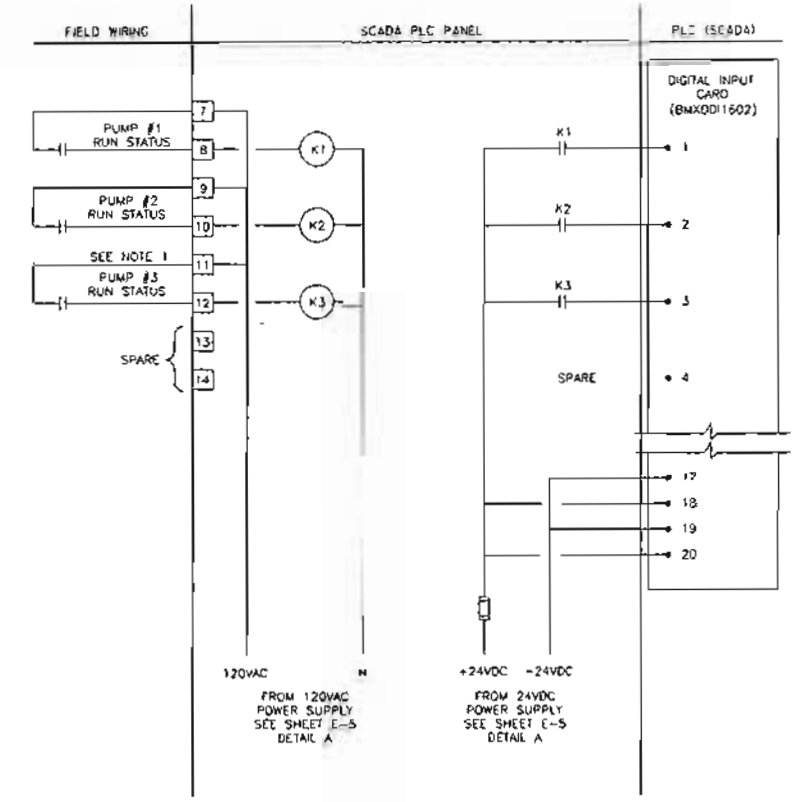 FIELD WIRING
SCADA PLC PANEL
PLC (SCADA)
DIGITAL INPUT
CARD
(BMXDDI1602)
7
PUMP #1
RUN STATUS
8
K1
K1
1
9
PUMP #2
RUN STATUS
10
K2
K2
2
SEE NOTE 1
11
PUMP #3
RUN STATUS
12
K3
K3
3
13
SPARE
14
SPARE
4
17
18
19
20
120VAC
N
+24VDC
-24VDC
FROM 120VAC
POWER SUPPLY
SEE SHEET E-5
DETAIL A
FROM 24VDC
POWER SUPPLY
SEE SHEET E-5
DETAIL A